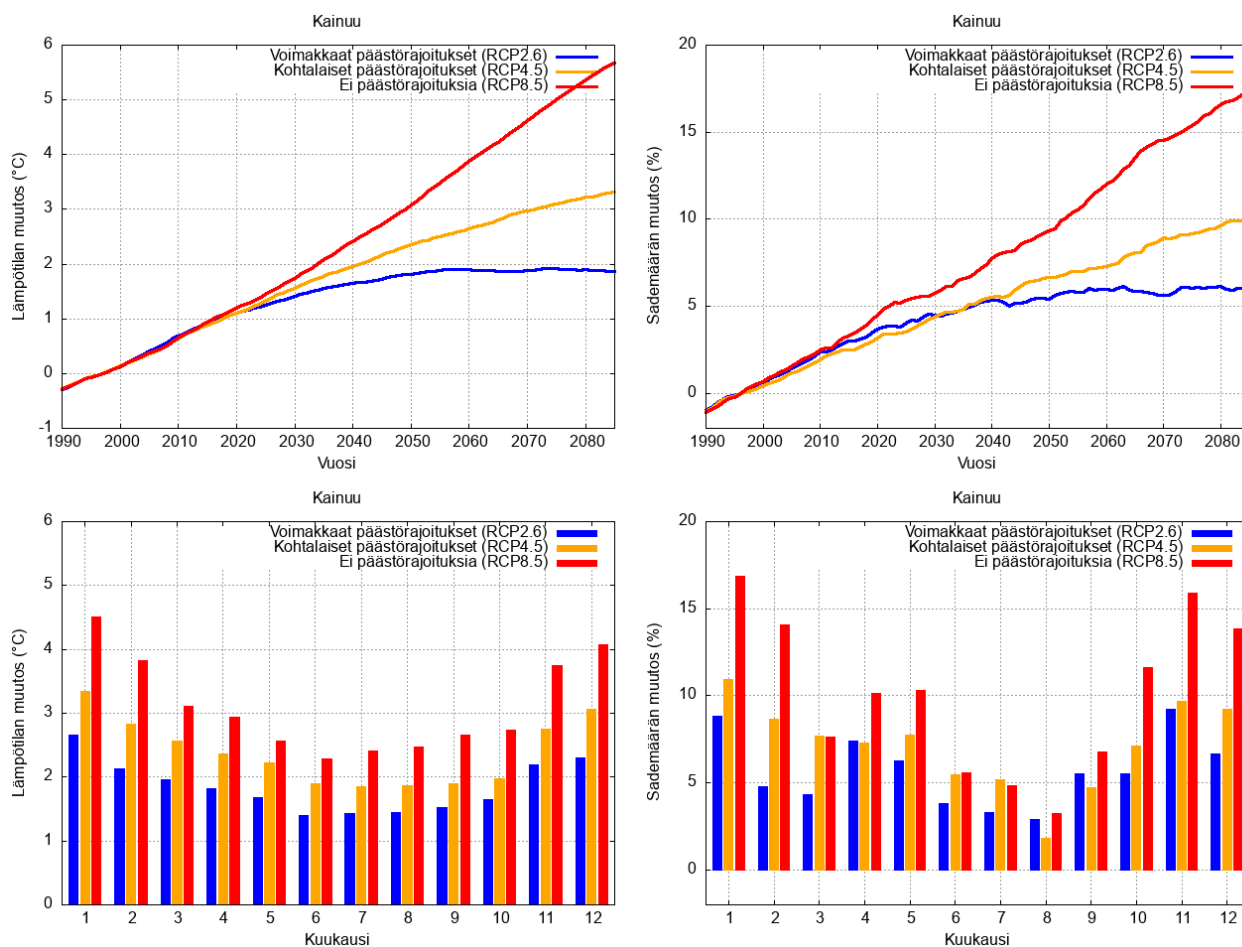 Kainuu
Lämpötilan muutos (°C)
6
5
4
3
2
1
0
-1
Voimakkaat päästörajoitukset (RCP2.6)
Kohtalaiset päästörajoitukset (RCP4.5)
Ei päästörajoituksia (RCP8.5)
1990 2000 2010 2020 2030 2040 2050 2060 2070 2080
Vuosi
Kainuu
Sademäärän muutos (%)
20
15
10
5
0
Voimakkaat päästörajoitukset (RCP2.6)
Kohtalaiset päästörajoitukset (RCP4.5)
Ei päästörajoituksia (RCP8.5)
1990 2000 2010 2020 2030 2040 2050 2060 2070 2080
Vuosi
Kainuu
Lämpötilan muutos (°C)
6
5
4
3
2
1
0
Voimakkaat päästörajoitukset (RCP2.6)
Kohtalaiset päästörajoitukset (RCP4.5)
Ei päästörajoituksia (RCP8.5)
1 2 3 4 5 6 7 8 9 10 11 12
Kuukausi
Kainuu
Sademäärän muutos (%)
20
15
10
5
0
Voimakkaat päästörajoitukset (RCP2.6)
Kohtalaiset päästörajoitukset (RCP4.5)
Ei päästörajoituksia (RCP8.5)
1 2 3 4 5 6 7 8 9 10 11 12
Kuukausi